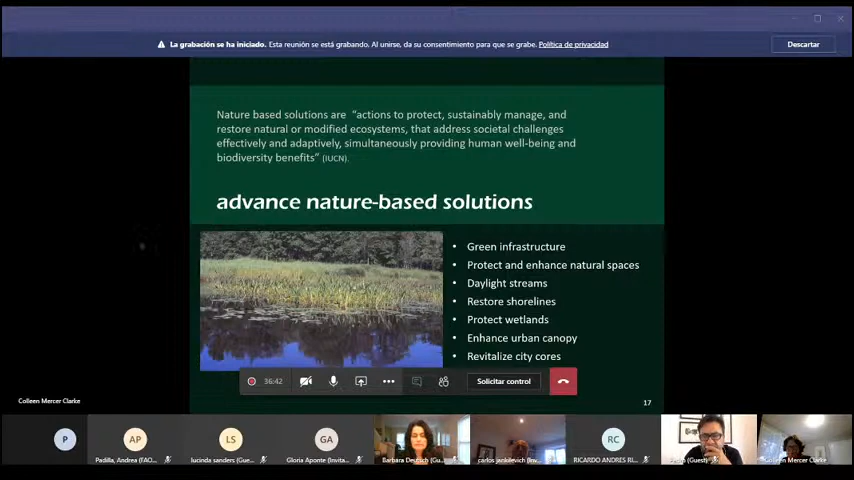 La grabación se ha iniciado. Esta reunión se está grabando. Al unirse, da su consentimiento para que se grabe. Política de privacidad
Descartar
Nature based solutions are "actions to protect, sustainably manage, and
restore natural or modified ecosystems, that address societal challenges
effectively and adaptively, simultaneously providing human well-being and
biodiversity benefits" (IUCN).
advance nature-based solutions
• Green infrastructure
• Protect and enhance natural spaces
• Daylight streams
• Restore shorelines
• Protect wetlands
• Enhance urban canopy
• Revitalize city cores
36:42
Solicitar control
17
Colleen Mercer Clarke
P
AP
LS
GA
RC
Padilla, Andrea (FAO...
lucinda sanders (Gue...
Gloria Aponte (Invita...
Barbara Deutsch (Gu...
carlos jankilevich (Inv...
RICARDO ANDRES RI...
(Guest)
Colleen Mercer Clarke